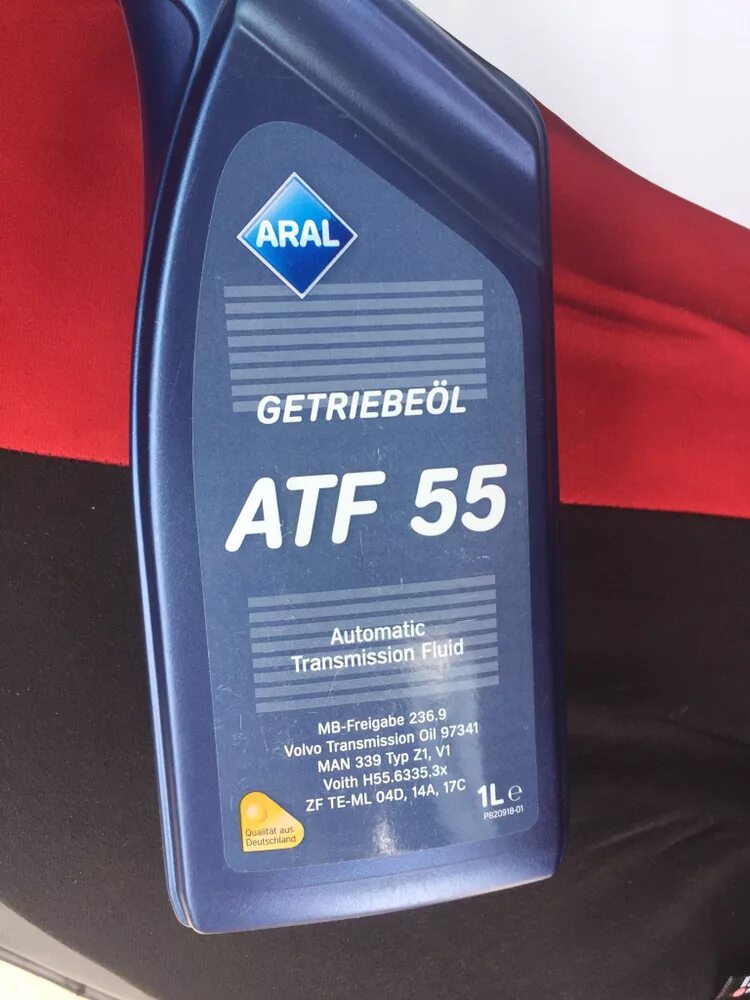 ARAL
GETRIEBEÖL
ATF 55
Automatic
Transmission Fluid
MB-Freigabe 236.9
Volvo Transmission Oil 97341
MAN 339 Typ Z1, V1
Voith H55.6335.3x
ZF TE-ML 04D, 14A, 17C
1L e
PB20918-01
Qualität aus
Deutschland